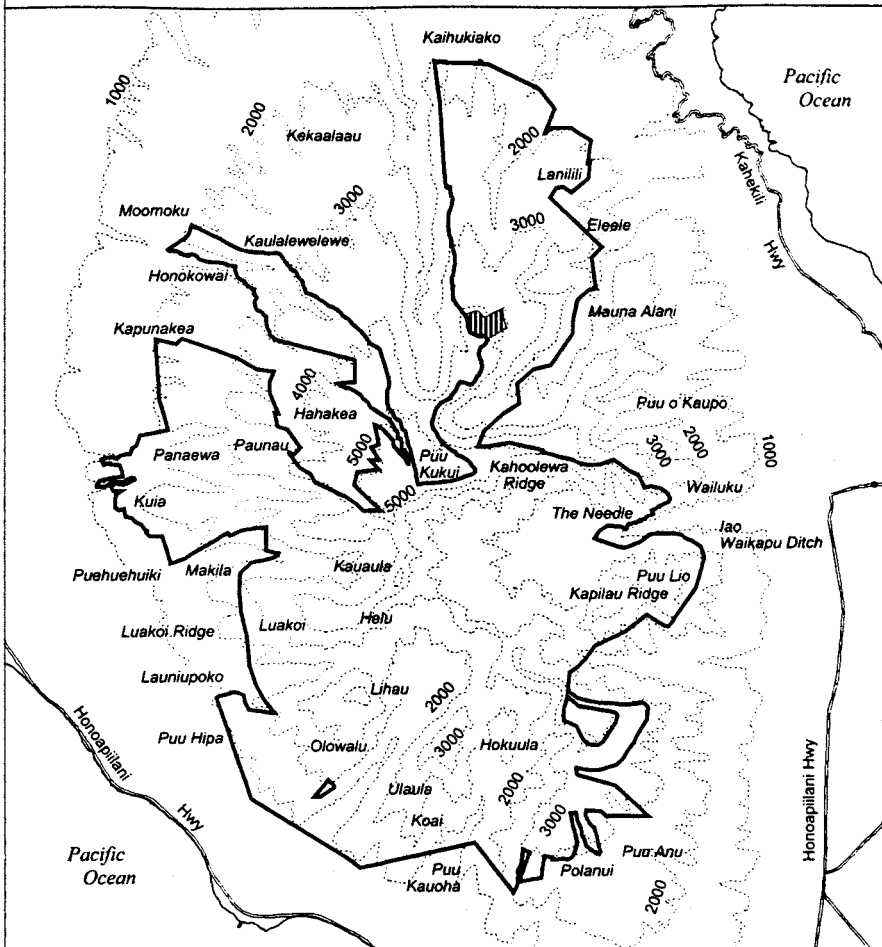 Kaihukiako
Pacific
Ocean
1000
2000
Kekaalaau
2000
Kahekili
Hwy
Lanilili
3000
Moomoku
3000
Eleele
Kaulalewelewe
Honokowai
Mauna Alani
Kapunakea
4000
Hahakea
Puu o Kaupo
Panaewa
Paunau
5000
Puu
Kukui
Kahoolewa
Ridge
3000
2000
1000
Wailuku
Kuia
5000
The Needle
Iao
Waikapu Ditch
Puehuehuiki
Makila
Kauaula
Puu Lio
Kapilau Ridge
Luakoi Ridge
Luakoi
Helu
Launiupoko
Lihau
2000
Honoapiilani
Hwy
Puu Hipa
Olowalu
3000
Hokuula
Ulaula
2000
Honoapiilani Hwy
Koai
3000
Pacific
Ocean
Puu
Kauoha
Polanui
Puu Anu
2000